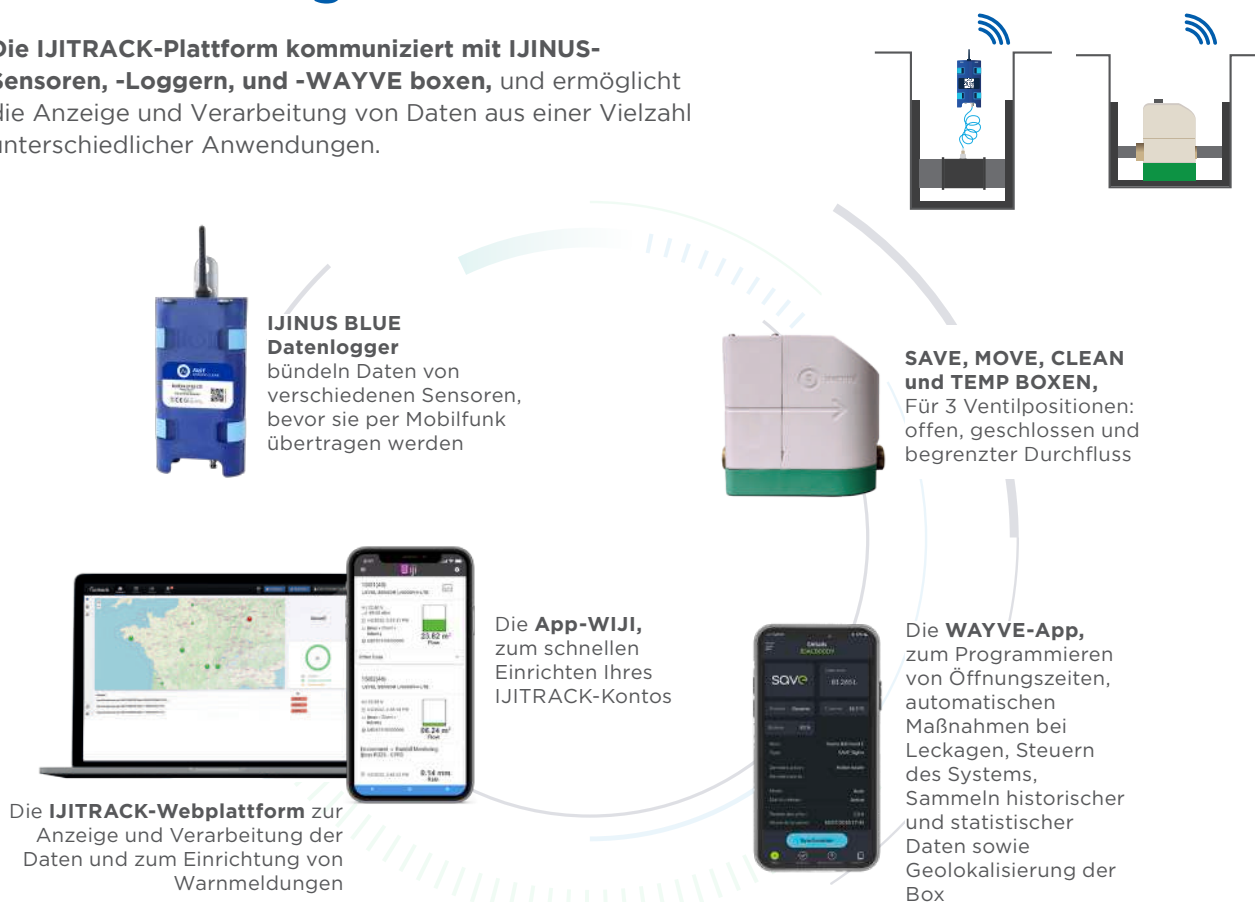 Die IJITRACK-Plattform kommuniziert mit IJINUS-
Sensoren, -Loggern, und -WAYVE boxen, und ermöglicht
die Anzeige und Verarbeitung von Daten aus einer Vielzahl
unterschiedlicher Anwendungen.
IJINUS BLUE
Datenlogger
bündeln Daten von
verschiedenen Sensoren,
bevor sie per Mobilfunk
übertragen werden
SAVE, MOVE, CLEAN
und TEMP BOXEN,
Für 3 Ventilpositionen:
offen, geschlossen und
begrenzter Durchfluss
Die App-WIJI,
zum schnellen
Einrichten Ihres
IJITRACK-Kontos
iji
23.62 m³
06.24 m³
9.14 mm
Die WAYVE-App,
zum Programmieren
von Öffnungszeiten,
automatischen
Maßnahmen bei
Leckagen, Steuern
des Systems,
Sammeln historischer
und statistischer
Daten sowie
Geolokalisierung der
Box
save
Die IJITRACK-Webplattform zur
Anzeige und Verarbeitung der
Daten und zum Einrichtung von
Warnmeldungen